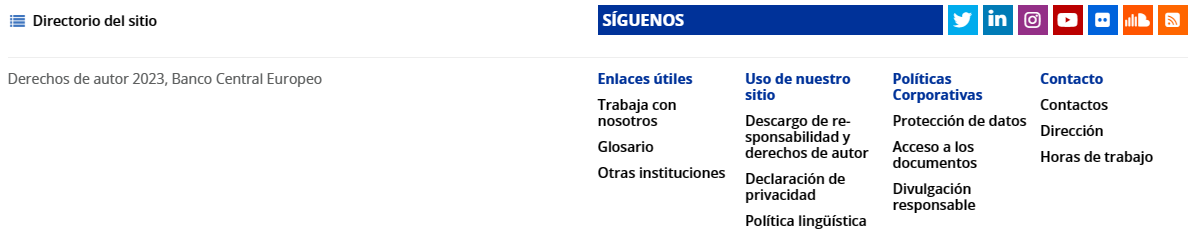 Directorio del sitio
SÍGUENOS
Derechos de autor 2023, Banco Central Europeo
Enlaces útiles
Trabaja con
nosotros
Glosario
Otras instituciones
Uso de nuestro
sitio
Descargo de re-
sponsabilidad y
derechos de autor
Declaración de
privacidad
Política lingüística
Políticas
Corporativas
Protección de datos
Acceso a los
documentos
Divulgación
responsable
Contacto
Contactos
Dirección
Horas de trabajo